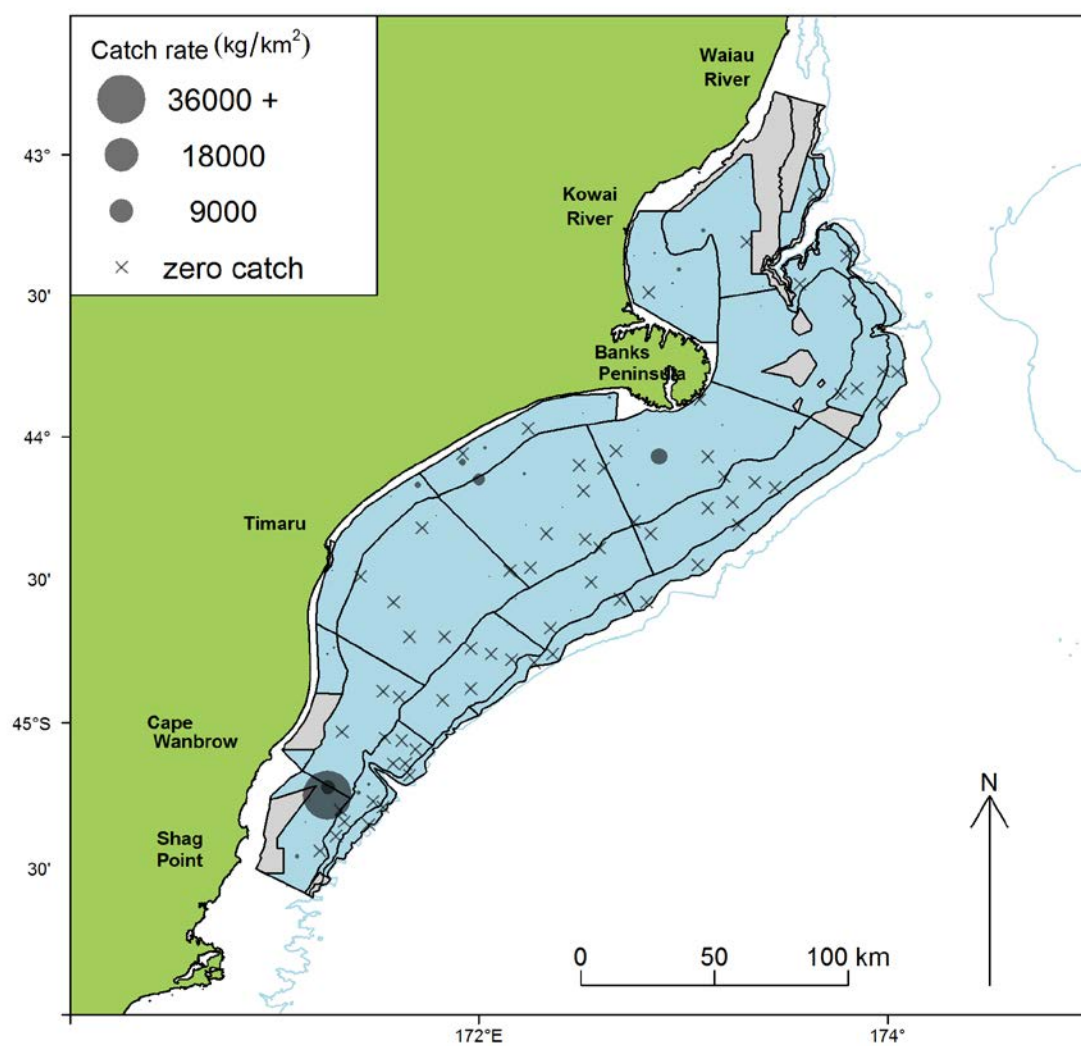 Catch rate (kg/km²)
36000 +
18000
9000
zero catch
Waiau
River
43°
Kowai
River
30'
Banks
Peninsula
44°
Timaru
30'
45°S
Cape
Wanbrow
N
Shag
Point
30'
0 50 100 km
172°E 174°